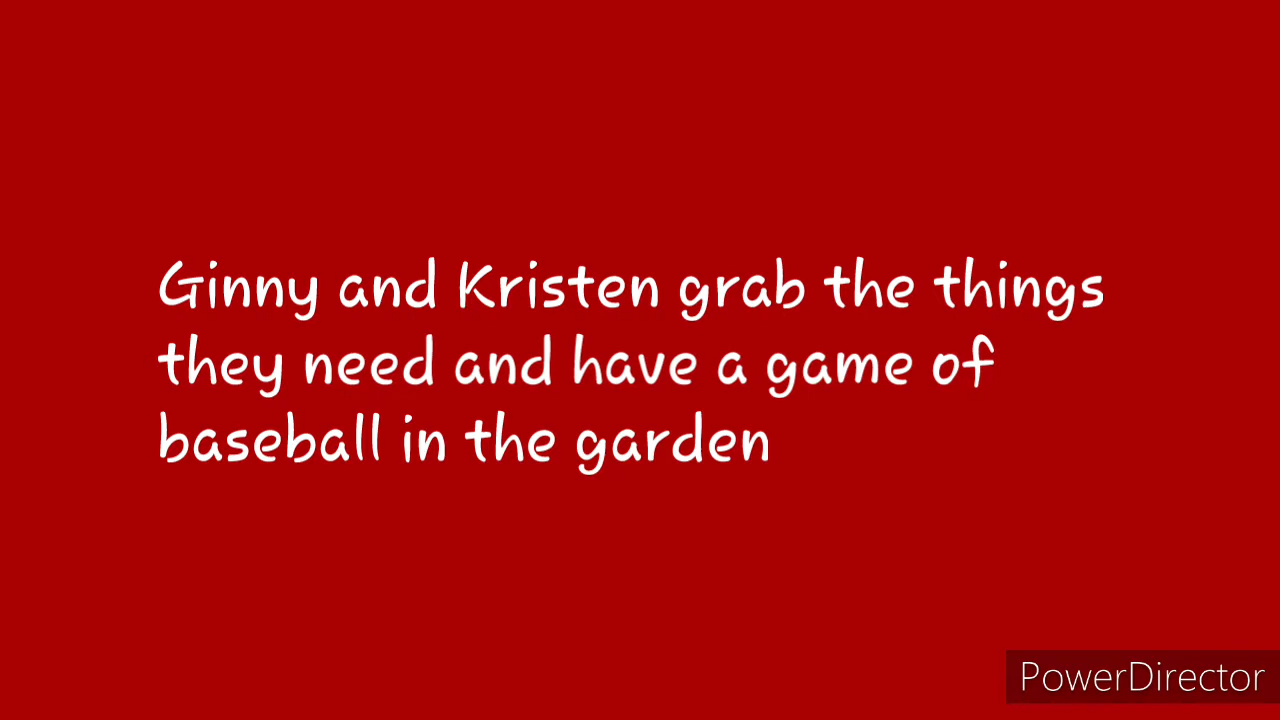 Ginny and Kristen grab the things
they need and have a game of
baseball in the garden
PowerDirector